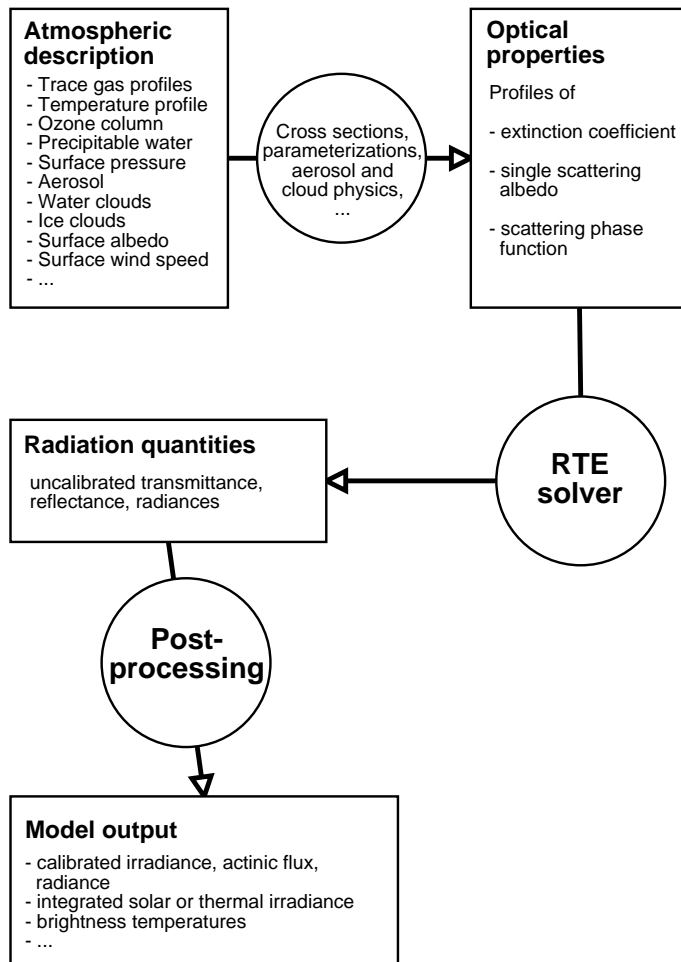 Atmospheric
description
- Trace gas profiles
- Temperature profile
- Ozone column
- Precipitable water
- Surface pressure
- Aerosol
- Water clouds
- Ice clouds
- Surface albedo
- Surface wind speed
- ...
Cross sections,
parameterizations,
aerosol and
cloud physics,
...
Optical
properties
Profiles of
- extinction coefficient
- single scattering
albedo
- scattering phase
function
RTE
solver
Radiation quantities
uncalibrated transmittance,
reflectance, radiances
Post-
processing
Model output
- calibrated irradiance, actinic flux,
radiance
- integrated solar or thermal irradiance
- brightness temperatures
- ...